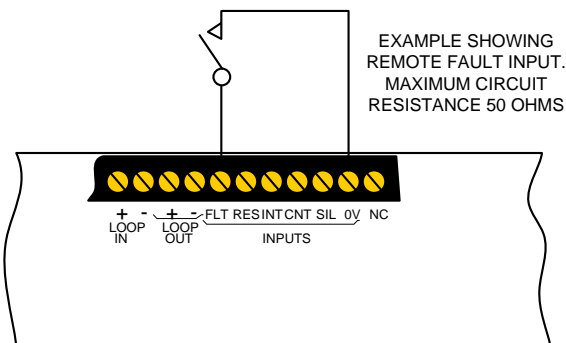 EXAMPLE SHOWING
REMOTE FAULT INPUT.
MAXIMUM CIRCUIT
RESISTANCE 50 OHMS
+ - + - FLT RES INT CNT SIL 0V NC
LOOP IN
LOOP OUT
INPUTS